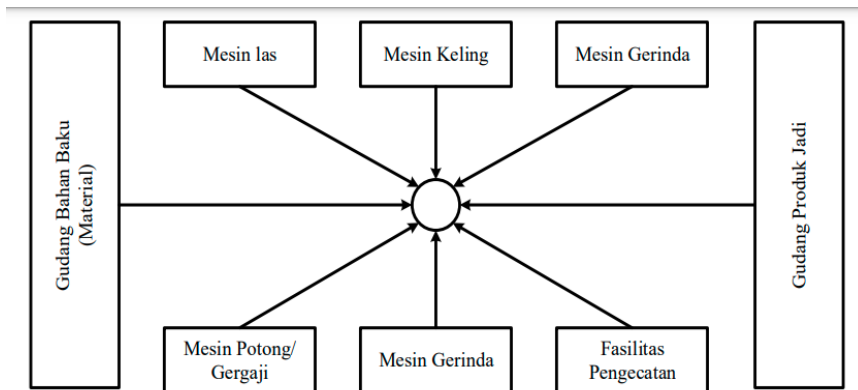 Mesin las
Mesin Keling
Mesin Gerinda
Gudang Bahan Baku
(Material)
Gudang Produk Jadi
Mesin Potong/
Gergaji
Mesin Gerinda
Fasilitas
Pengecatan